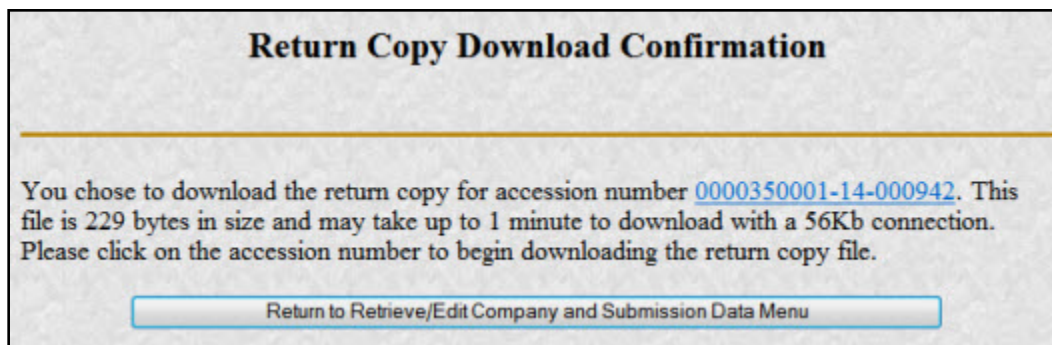 Return Copy Download Confirmation
You chose to download the return copy for accession number 0000350001-14-000942. This
file is 229 bytes in size and may take up to 1 minute to download with a 56Kb connection.
Please click on the accession number to begin downloading the return copy file.
Return to Retrieve/Edit Company and Submission Data Menu